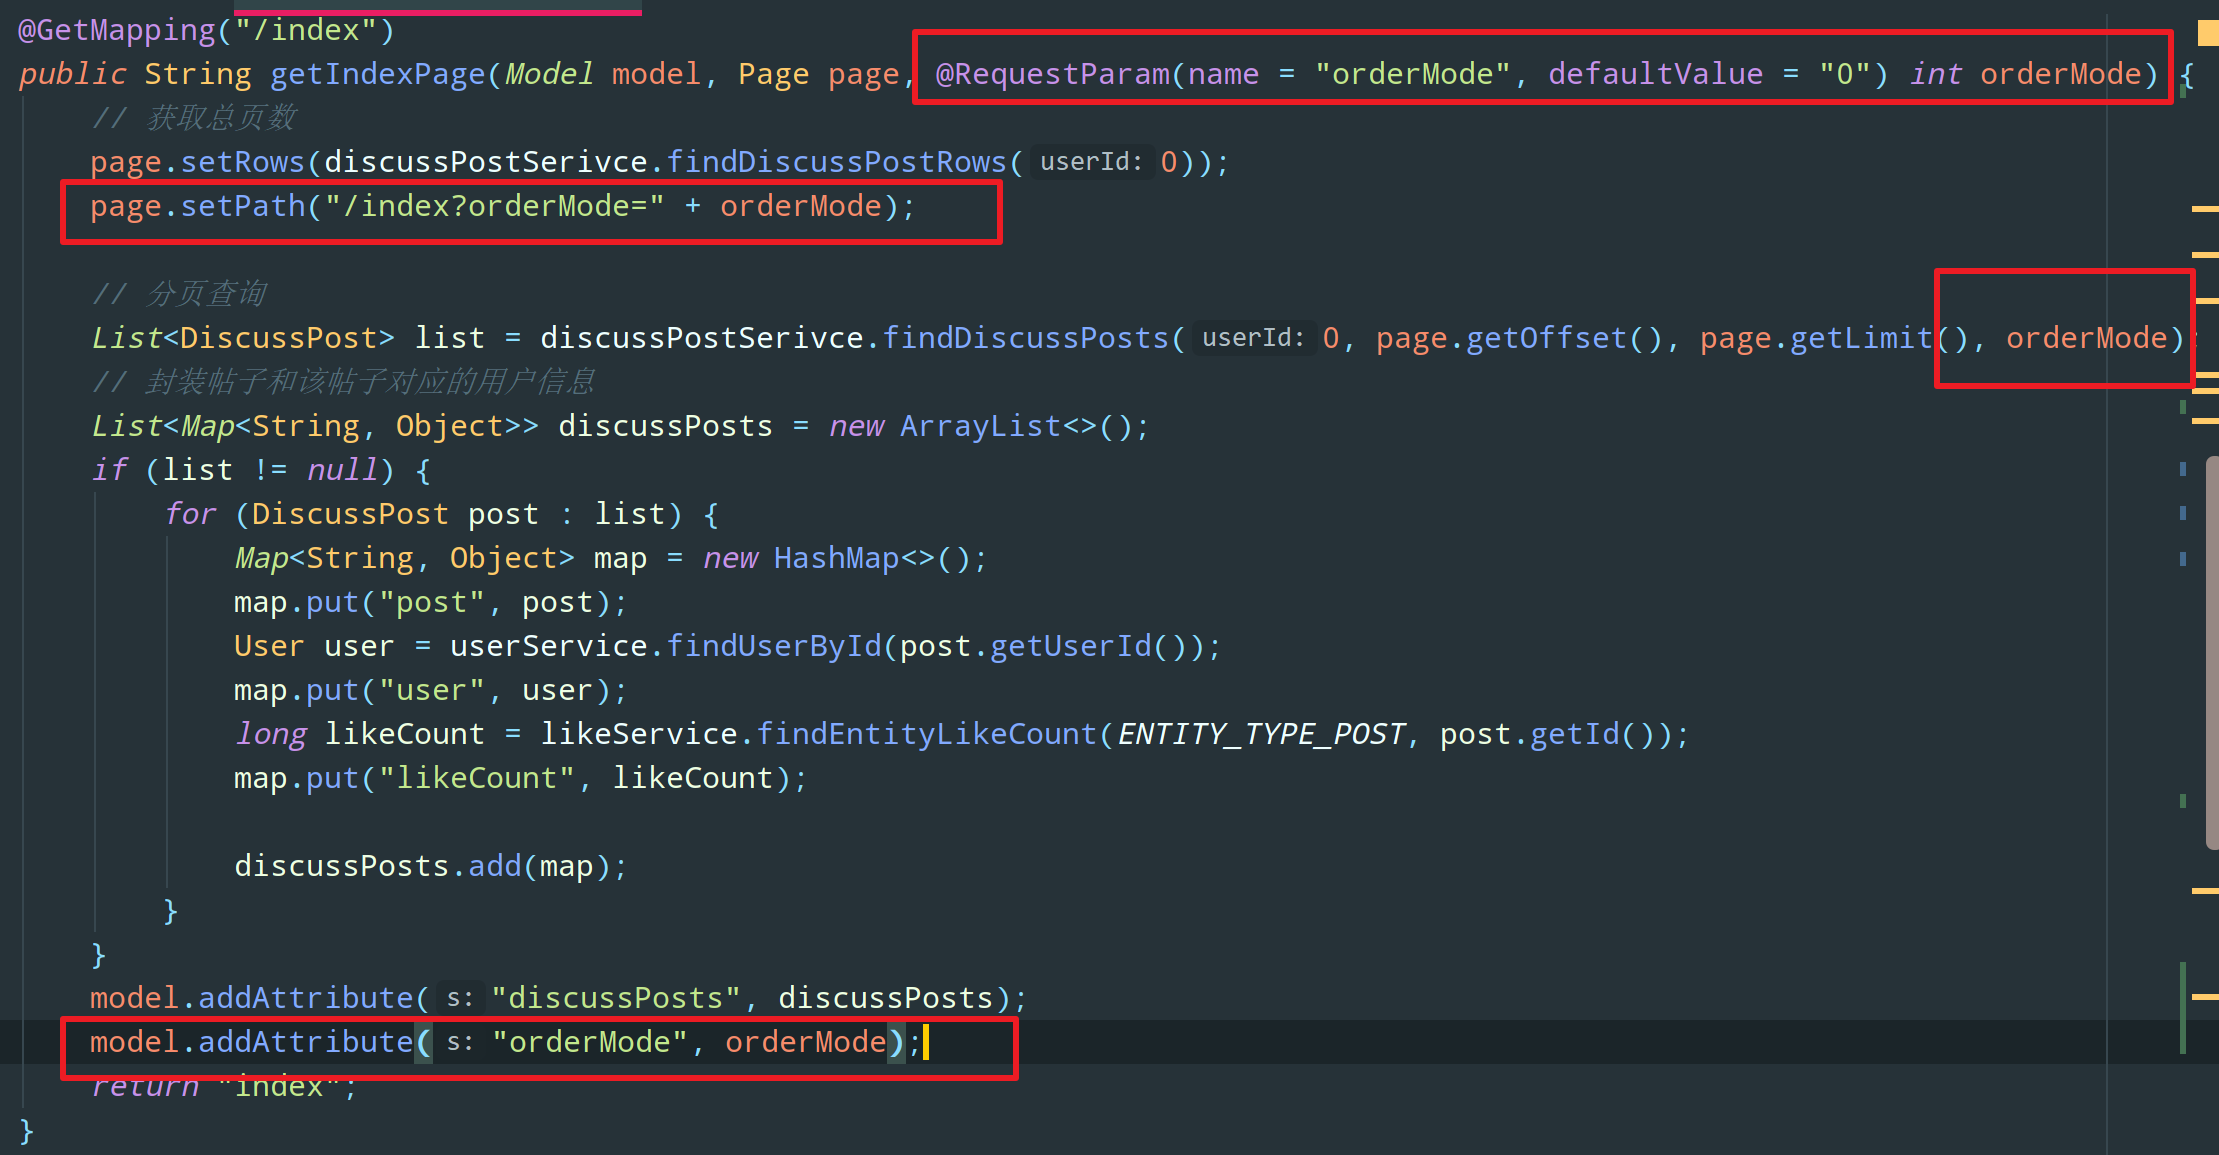 @GetMapping("/index")
public String getIndexPage(Model model, Page page, @RequestParam(name = "orderMode", defaultValue = "0") int orderMode) {
// 获取总页数
page.setRows(discussPostSerivce.findDiscussPostRows( userId: 0));
page.setPath("/index?orderMode=" + orderMode);
// 分页查询
List<DiscussPost> list = discussPostSerivce.findDiscussPosts( userId: 0, page.getOffset(), page.getLimit(), orderMode);
// 封装帖子和该帖子对应的用户信息
List<Map<String, Object>> discussPosts = new ArrayList<>();
if (list != null) {
for (DiscussPost post : list) {
Map<String, Object> map = new HashMap<>();
map.put("post", post);
User user = userService.findUserById(post.getUserId());
map.put("user", user);
long likeCount = likeService.findEntityLikeCount(ENTITY_TYPE_POST, post.getId());
map.put("likeCount", likeCount);
discussPosts.add(map);
}
}
model.addAttribute( s: "discussPosts", discussPosts);
model.addAttribute( s: "orderMode", orderMode);
return "index";
}